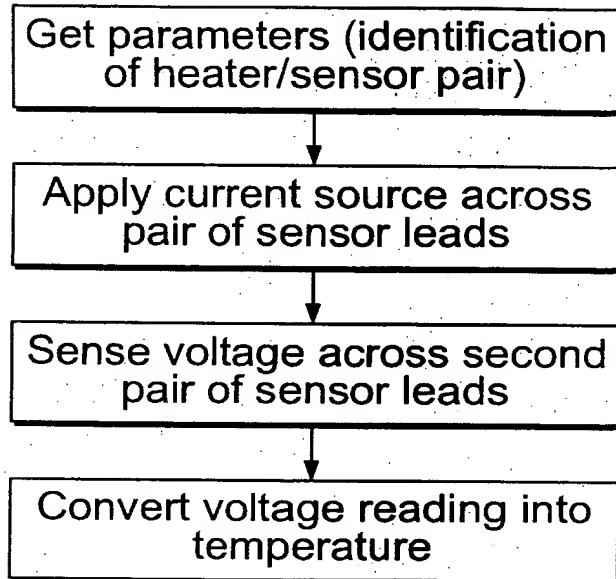 Get parameters (identification
of heater/sensor pair)
Apply current source across
pair of sensor leads
Sense voltage across second
pair of sensor leads
Convert voltage reading into
temperature